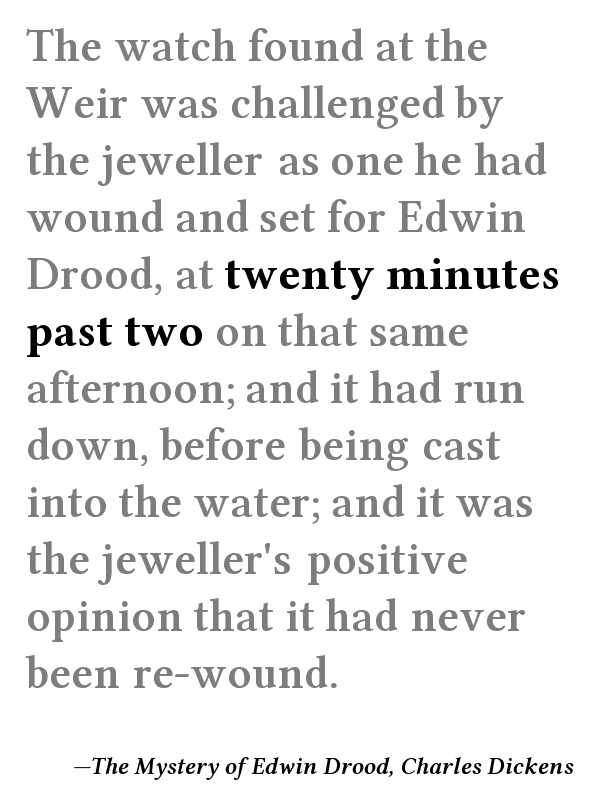 The watch found at the
Weir was challenged by
the jeweller as one he had
wound and set for Edwin
Drood, at twenty minutes
past two on that same
afternoon; and it had run
down, before being cast
into the water; and it was
the jeweller's positive
opinion that it had never
been re-wound.
—The Mystery of Edwin Drood, Charles Dickens